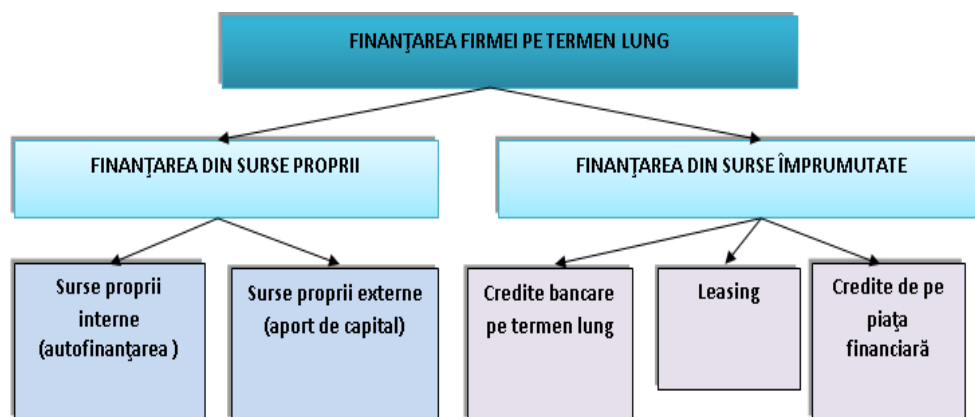 FINANŢAREA FIRMEI PE TERMEN LUNG
FINANŢAREA DIN SURSE PROPRII
FINANŢAREA DIN SURSE ÎMPRUMUTATE
Surse proprii
interne
(autofinanţarea )
Surse proprii externe
(aport de capital)
Credite bancare
pe termen lung
Leasing
Credite de pe
piaţa
financiară